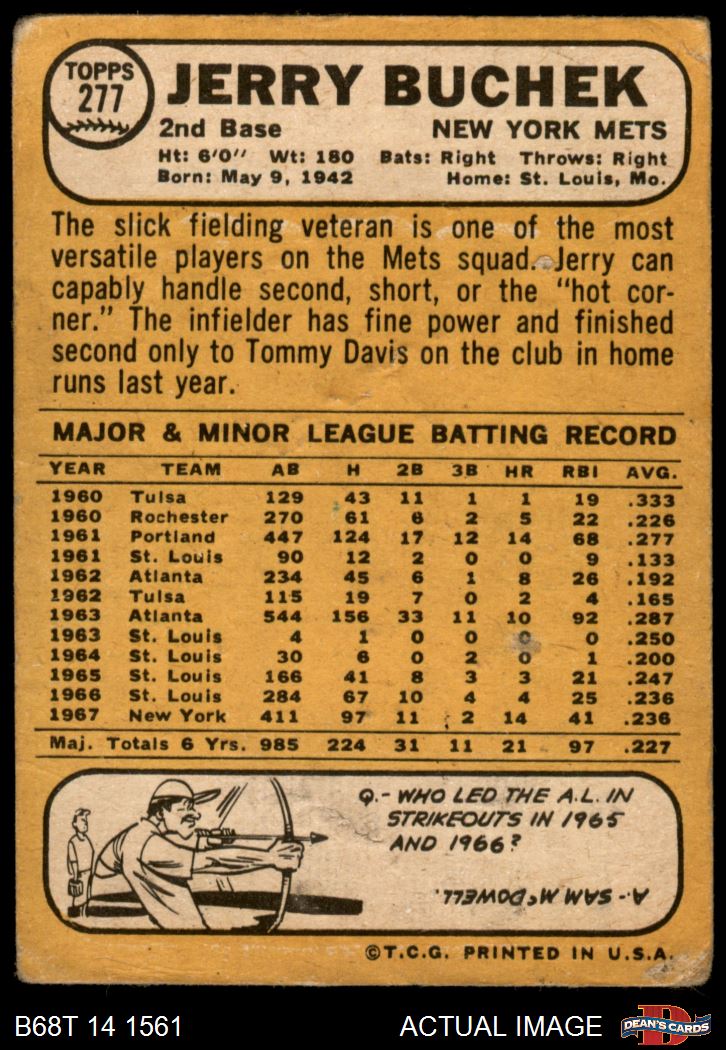 TOPPS
277
JERRY BUCHEK
2nd Base NEW YORK METS
Ht: 6'0" Wt: 180 Bats: Right Throws: Right
Born: May 9, 1942 Home: St. Louis, Mo.
The slick fielding veteran is one of the most
versatile players on the Mets squad. Jerry can
capably handle second, short, or the "hot cor-
ner." The infielder has fine power and finished
second only to Tommy Davis on the club in home
runs last year.
MAJOR & MINOR LEAGUE BATTING RECORD
YEAR TEAM AB H 2B 3B HR RBI AVG.
1960 Tulsa 129 43 11 1 1 19 .333
1960 Rochester 270 61 6 2 5 22 .226
1961 Portland 447 124 17 12 14 68 .277
1961 St. Louis 90 12 2 0 0 9 .133
1962 Atlanta 234 45 6 1 8 26 .192
1962 Tulsa 115 19 7 0 2 4 .165
1963 Atlanta 544 156 33 11 10 92 .287
1963 St. Louis 4 1 0 0 0 0 .250
1964 St. Louis 30 6 0 2 0 1 .200
1965 St. Louis 166 41 8 3 3 21 .247
1966 St. Louis 284 67 10 4 4 25 .236
1967 New York 411 97 11 2 14 41 .236
Maj. Totals 6 Yrs. 985 224 31 11 21 97 .227
Q.- WHO LED THE A.L. IN
STRIKEOUTS IN 1965
AND 1966?
A.- SAM McDOWELL.
©T.C.G. PRINTED IN U.S.A.
B68T 14 1561 ACTUAL IMAGE
D
DEAN'S CARDS